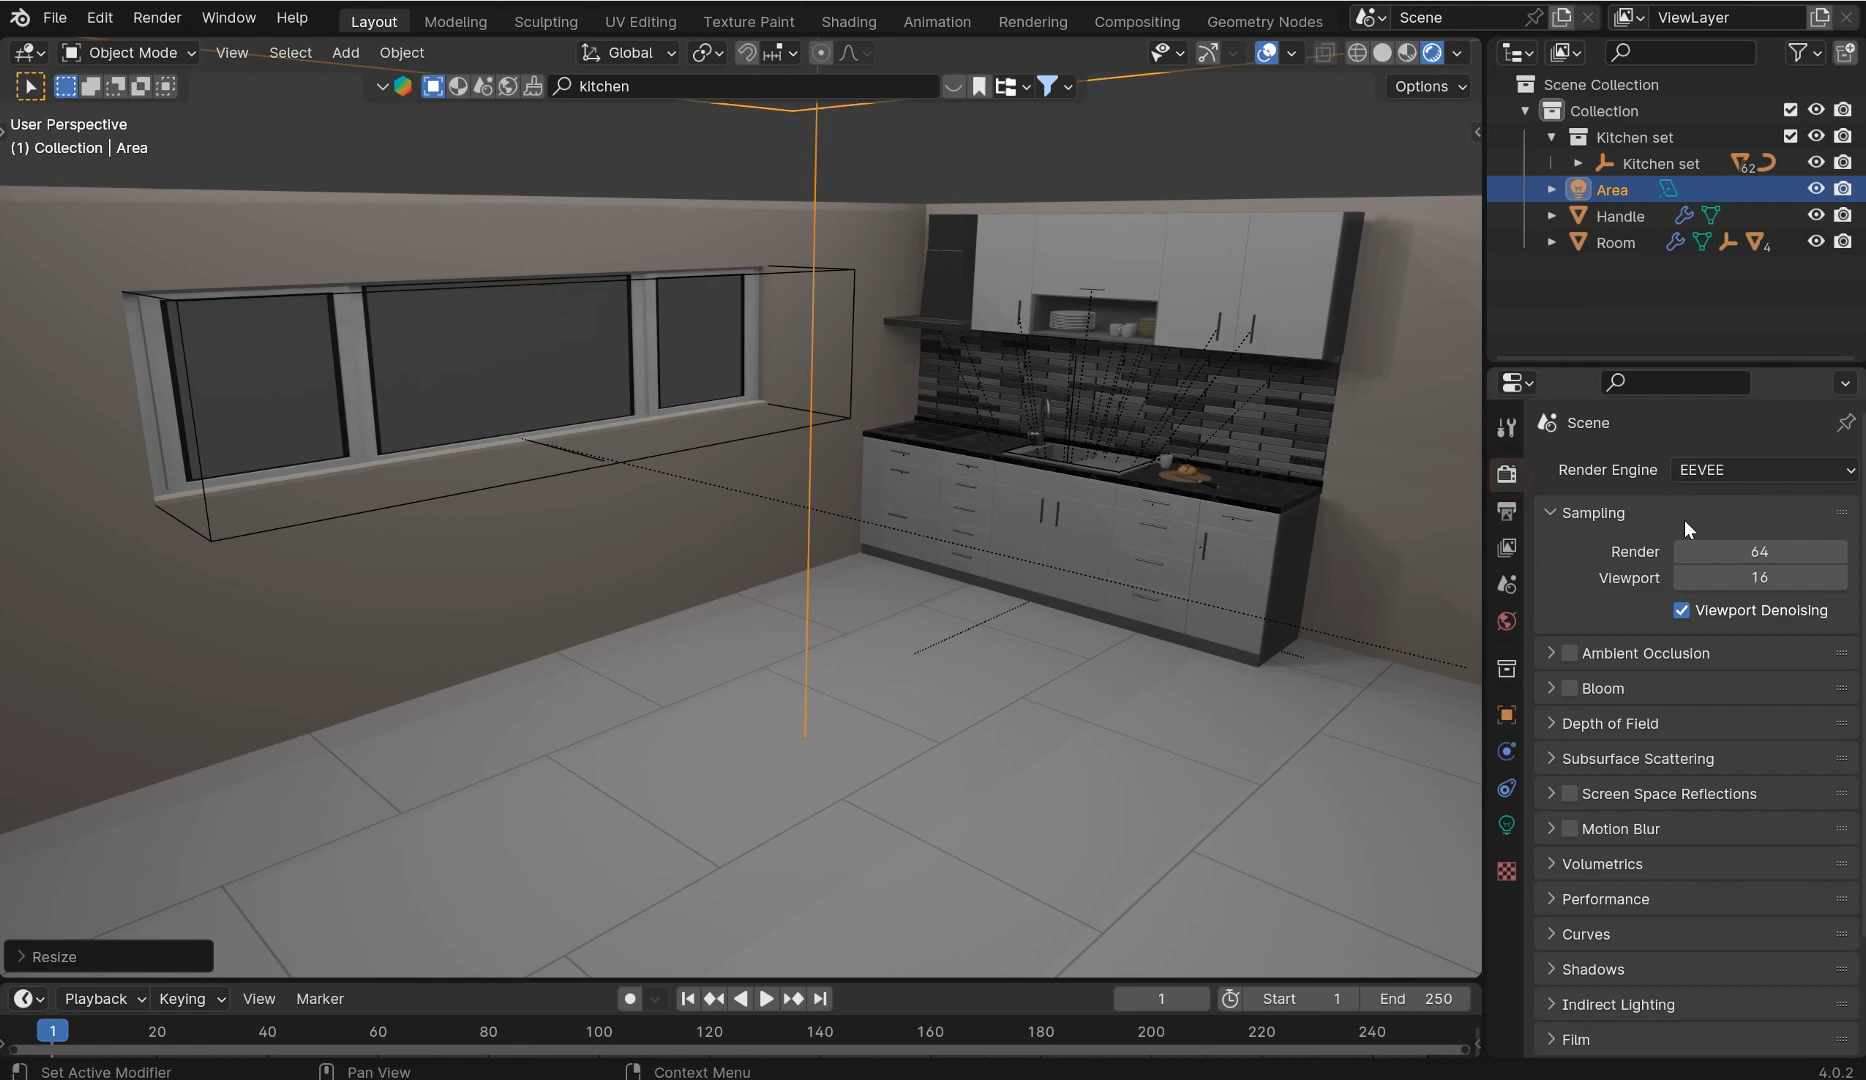 File Edit Render Window Help Layout Modeling Sculpting UV Editing Texture Paint Shading Animation Rendering Compositing Geometry Nodes Scene ViewLayer
Object Mode View Select Add Object Global
kitchen Options
User Perspective
(1) Collection | Area
Scene Collection
Collection
Kitchen set
Kitchen set 62
Area
Handle
Room 4
Scene
Render Engine EEVEE
Sampling
Render 64
Viewport 16
Viewport Denoising
Ambient Occlusion
Bloom
Depth of Field
Subsurface Scattering
Screen Space Reflections
Motion Blur
Volumetrics
Performance
Curves
Shadows
Indirect Lighting
Film
Resize
Playback Keying View Marker 1 Start 1 End 250
1 20 40 60 80 100 120 140 160 180 200 220 240
Set Active Modifier Pan View Context Menu 4.0.2